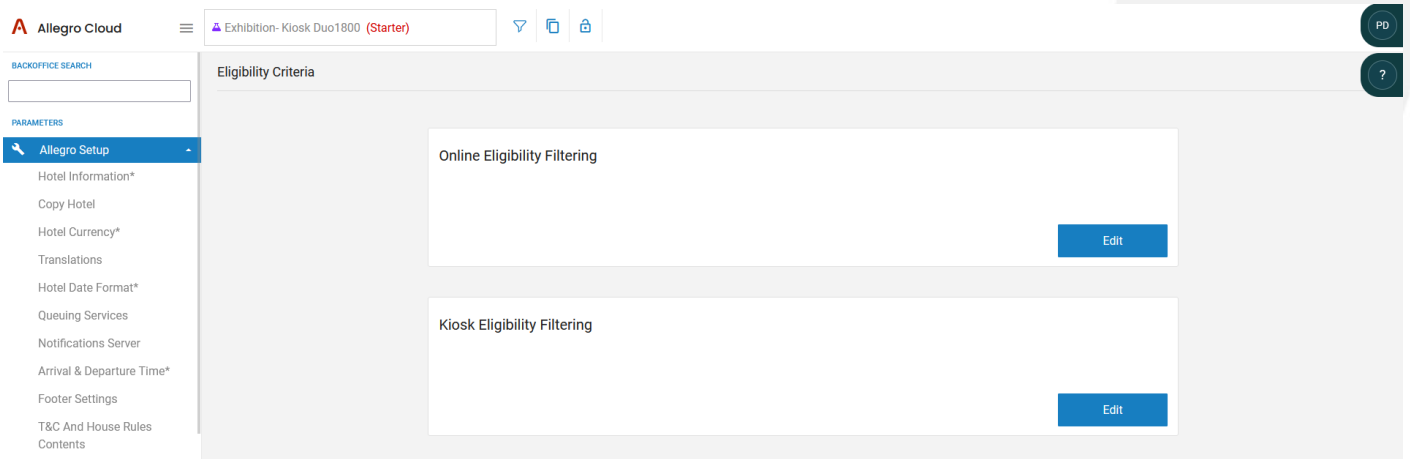 Allegro Cloud
Exhibition- Kiosk Duo1800 (Starter)
PD
BACKOFFICE SEARCH
Eligibility Criteria
?
PARAMETERS
Allegro Setup
Hotel Information*
Copy Hotel
Hotel Currency*
Translations
Hotel Date Format*
Queuing Services
Notifications Server
Arrival & Departure Time*
Footer Settings
T&C And House Rules
Contents
Online Eligibility Filtering
Edit
Kiosk Eligibility Filtering
Edit